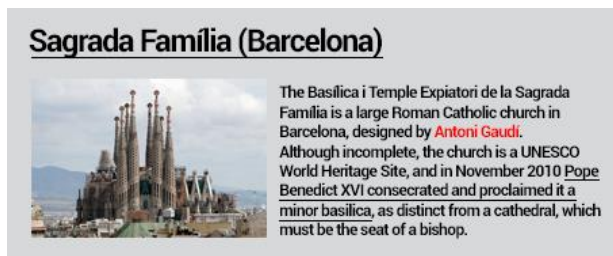 Sagrada Família (Barcelona)
The Basílica i Temple Expiatori de la Sagrada
Família is a large Roman Catholic church in
Barcelona, designed by Antoni Gaudí.
Although incomplete, the church is a UNESCO
World Heritage Site, and in November 2010 Pope
Benedict XVI consecrated and proclaimed it a
minor basilica, as distinct from a cathedral, which
must be the seat of a bishop.